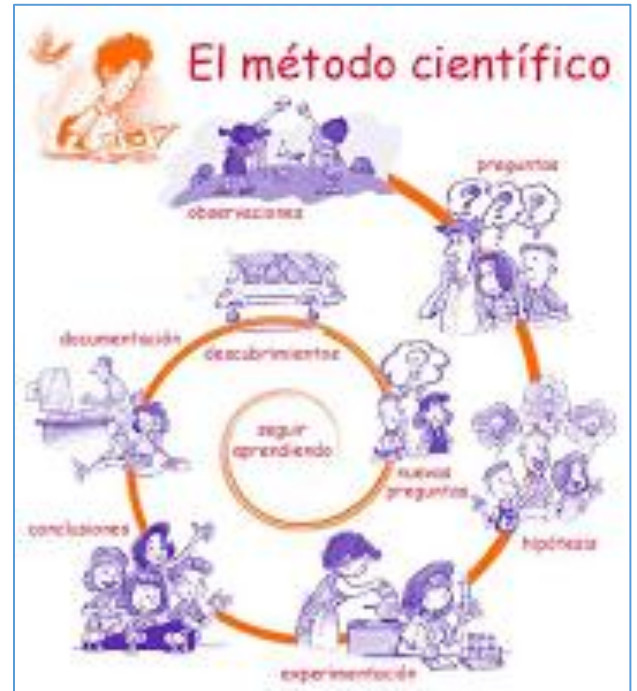 El método científico
observaciones
preguntas
hipótesis
experimentación
conclusiones
documentación
descubrimientos
nuevas
preguntas
seguir
aprendiendo